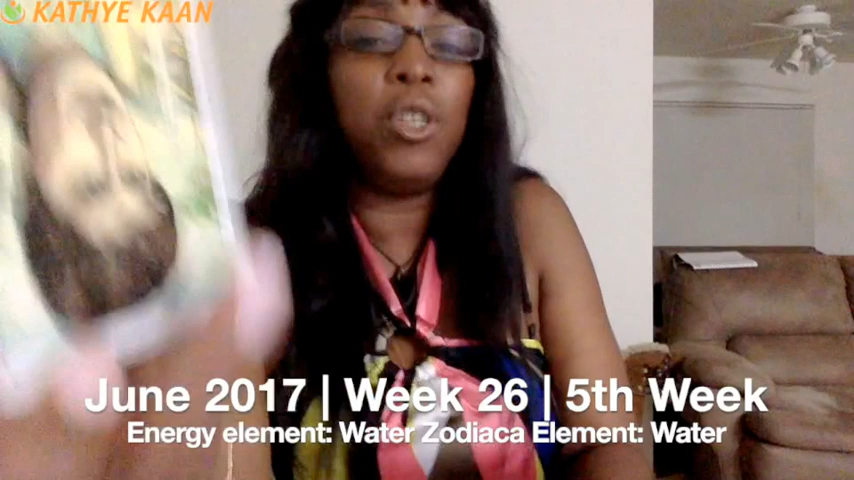 KATHYE KAAN
June 2017 | Week 26 | 5th Week
Energy element: Water Zodiaca Element: Water